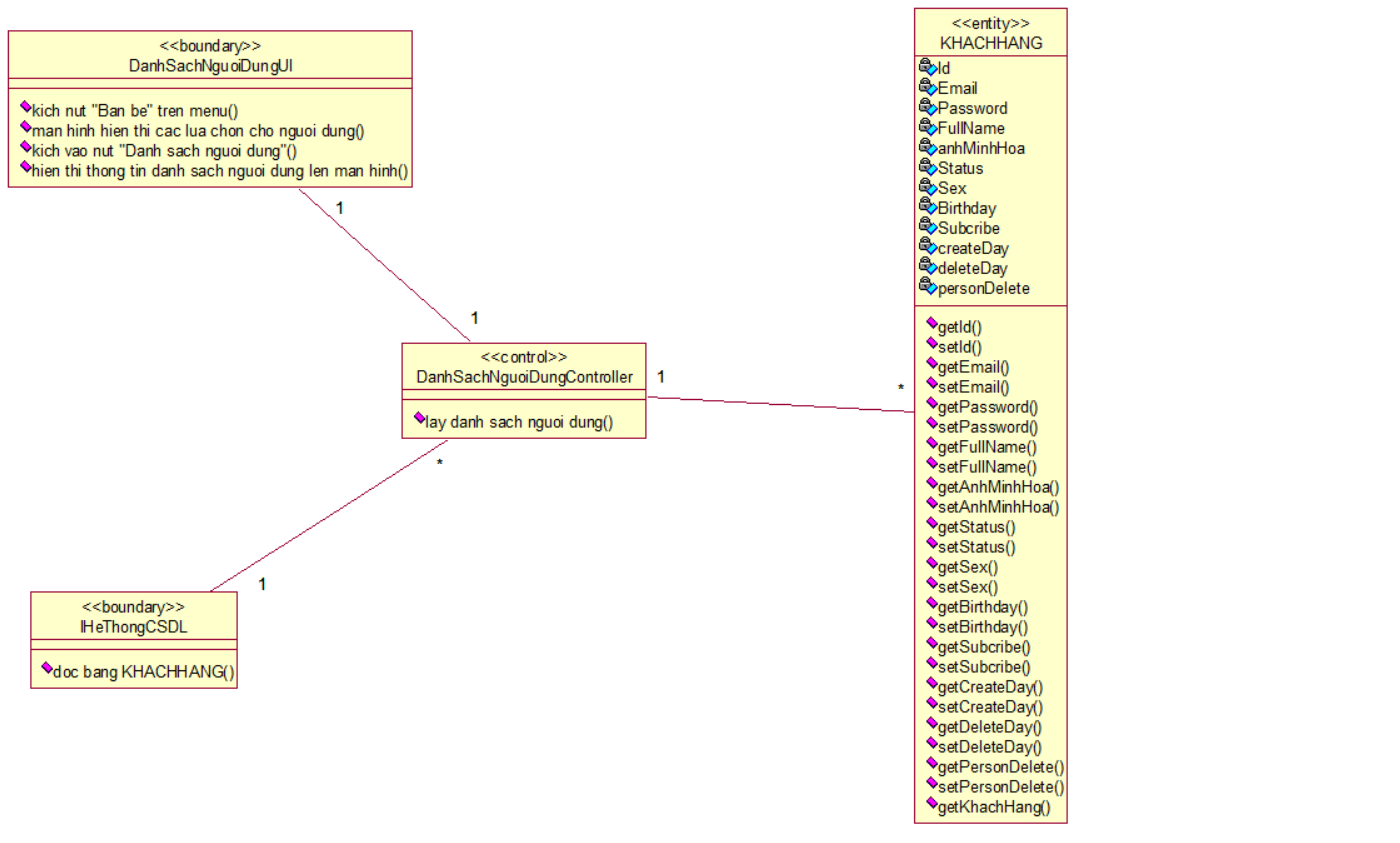 <<boundary>>
DanhSachNguoiDungUI
kich nut "Ban be" tren menu()
man hinh hien thi cac lua chon cho nguoi dung()
kich vao nut "Danh sach nguoi dung"()
hien thi thong tin danh sach nguoi dung len man hinh()
1
1
<<control>>
DanhSachNguoiDungController
lay danh sach nguoi dung()
1
*
*
1
<<boundary>>
IHeThongCSDL
doc bang KHACHHANG()
<<entity>>
KHACHHANG
Id
Email
Password
FullName
anhMinhHoa
Status
Sex
Birthday
Subcribe
createDay
deleteDay
personDelete
getId()
setId()
getEmail()
setEmail()
getPassword()
setPassword()
getFullName()
setFullName()
getAnhMinhHoa()
setAnhMinhHoa()
getStatus()
setStatus()
getSex()
setSex()
getBirthday()
setBirthday()
getSubcribe()
setSubcribe()
getCreateDay()
setCreateDay()
getDeleteDay()
setDeleteDay()
getPersonDelete()
setPersonDelete()
getKhachHang()